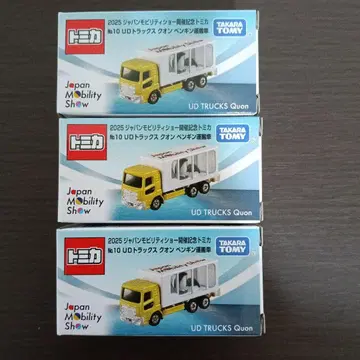 トミカ
2025 ジャパンモビリティショー開催記念トミカ
№10 UDトラックス クオン ペンギン運搬車
TAKARA
TOMY
Japan
Mobility
Show
UD TRUCKS Quon
トミカ
2025 ジャパンモビリティショー開催記念トミカ
№10 UDトラックス クオン ペンギン運搬車
TAKARA
TOMY
Japan
Mobility
Show
UD TRUCKS Quon
トミカ
2025 ジャパンモビリティショー開催記念トミカ
№10 UDトラックス クオン ペンギン運搬車
TAKARA
TOMY
Japan
Mobility
Show
UD TRUCKS Quon